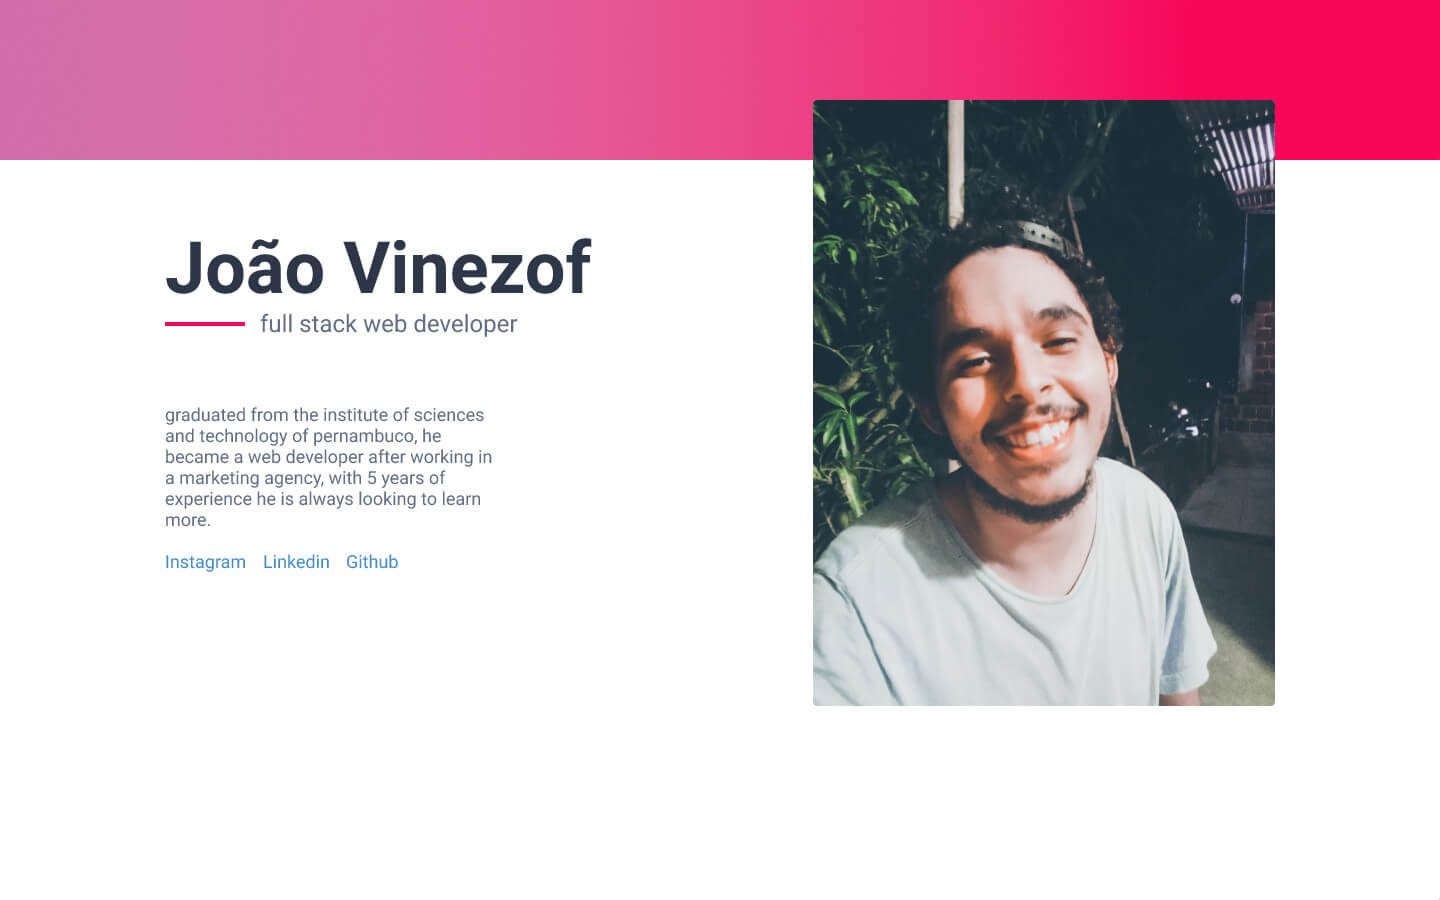 João Vinezof
full stack web developer
graduated from the institute of sciences
and technology of pernambuco, he
became a web developer after working in
a marketing agency, with 5 years of
experience he is always looking to learn
more.
Instagram Linkedin Github